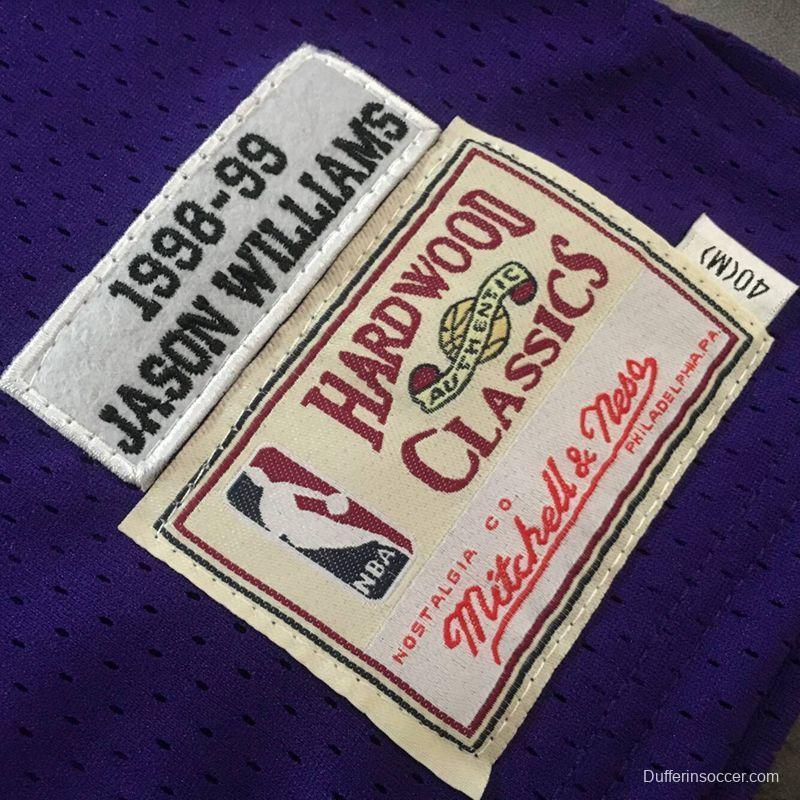 1998-99
JASON WILLIAMS
HARDWOOD
AUTHENTIC
CLASSICS
NBA
NOSTALGIA CO
Mitchell & Ness
PHILADELPHIA, PA.
40(M)
Dufferinsoccer.com